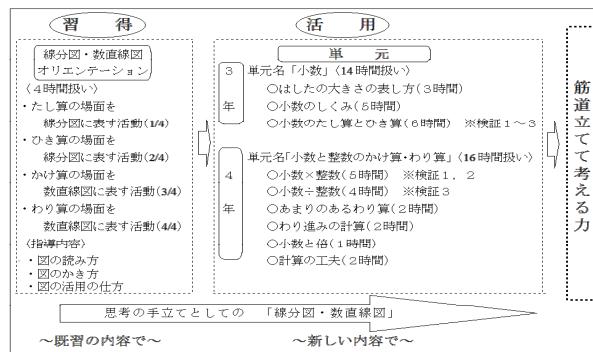 習得
線分図・数直線図
オリエンテーション
〈４時間扱い〉
・たし算の場面を
線分図に表す活動(1/4)
・ひき算の場面を
線分図に表す活動(2/4)
・かけ算の場面を
数直線図に表す活動(3/4)
・わり算の場面を
数直線図に表す活動(4/4)
〈指導内容〉
・図の読み方
・図のかき方
・図の活用の仕方
活用
単元
３年
単元名「小数」〈14時間扱い〉
○はしたの大きさの表し方(３時間)
○小数のしくみ(５時間)
○小数のたし算とひき算(６時間) ※検証１～３
４年
単元名「小数と整数のかけ算・わり算」〈16時間扱い〉
○小数×整数(５時間) ※検証１，２
○小数÷整数(４時間) ※検証３
○あまりのあるわり算(２時間)
○わり進みの計算(２時間)
○小数と倍(１時間)
○計算の工夫(２時間)
筋道立てて考える力
思考の手立てとしての 「線分図・数直線図」
～既習の内容で～
～新しい内容で～